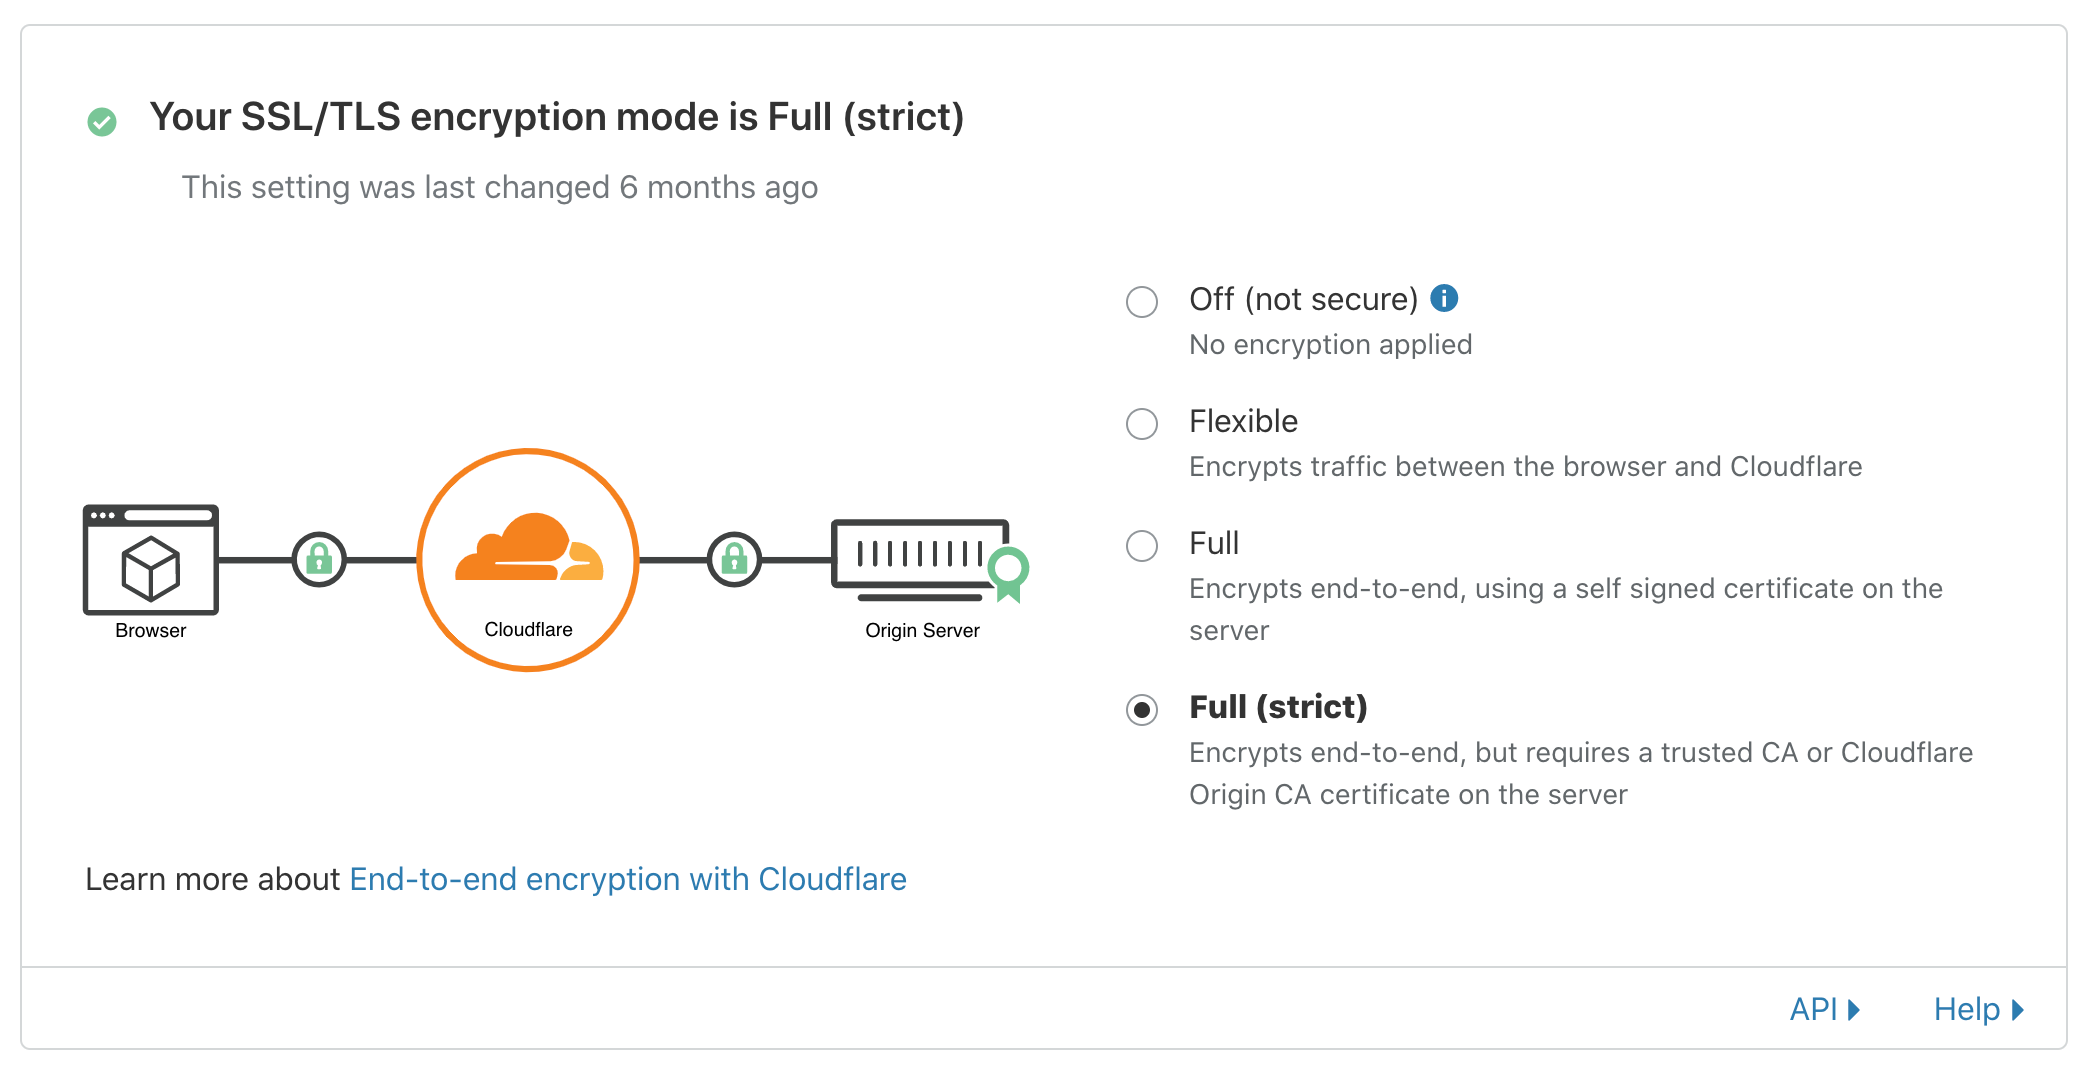 Your SSL/TLS encryption mode is Full (strict)
This setting was last changed 6 months ago
Browser
Cloudflare
Origin Server
Off (not secure)
No encryption applied
Flexible
Encrypts traffic between the browser and Cloudflare
Full
Encrypts end-to-end, using a self signed certificate on the
server
Full (strict)
Encrypts end-to-end, but requires a trusted CA or Cloudflare
Origin CA certificate on the server
Learn more about End-to-end encryption with Cloudflare
API
Help